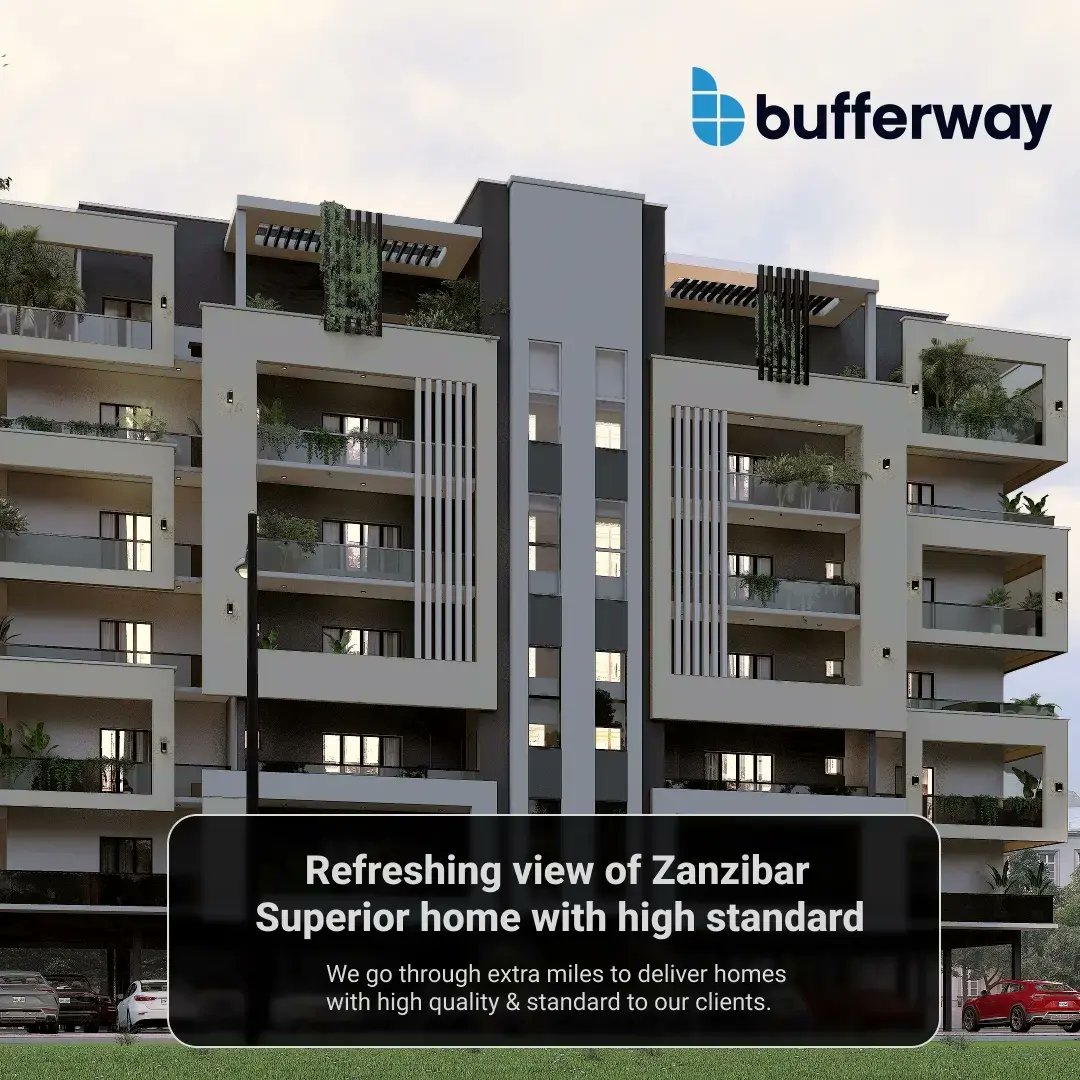 bufferway
Refreshing view of Zanzibar
Superior home with high standard
We go through extra miles to deliver homes
with high quality & standard to our clients.